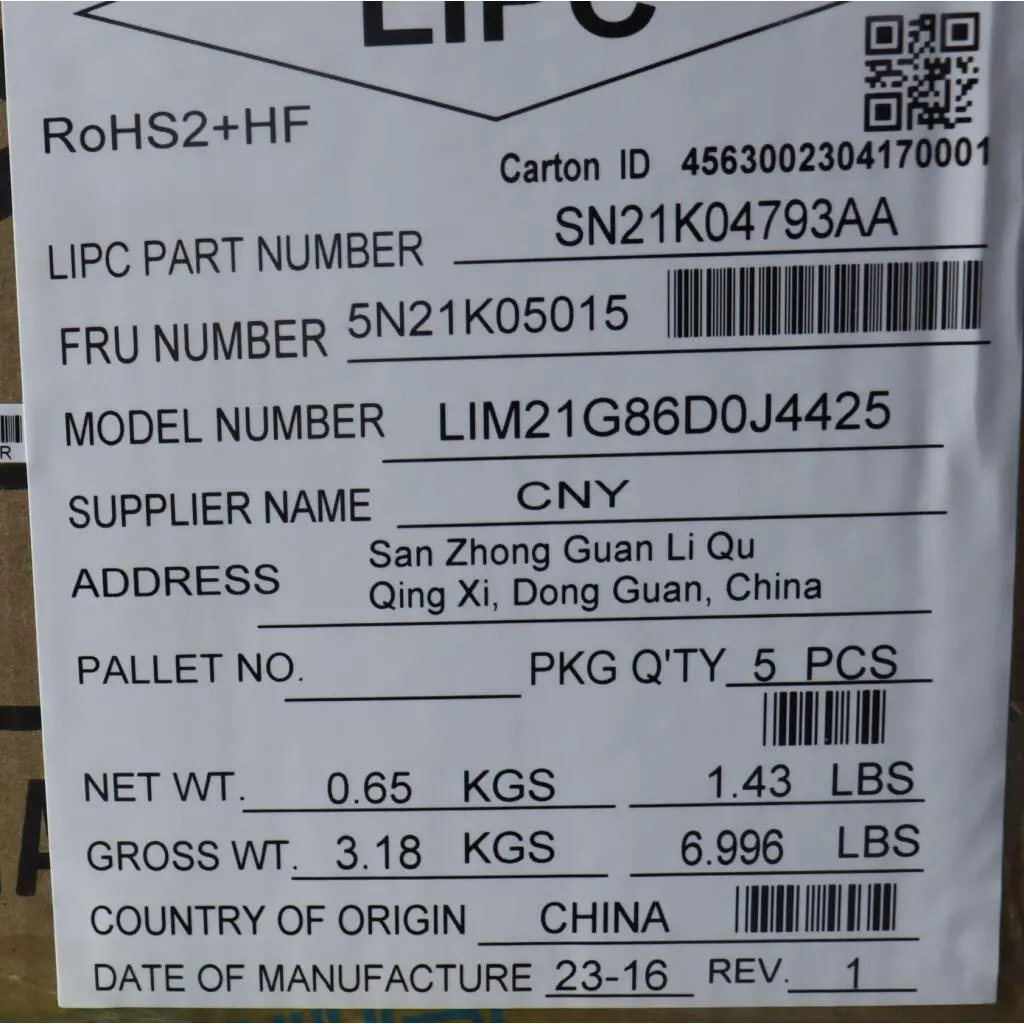 LIPC
RoHS2+HF
Carton ID 4563002304170001
LIPC PART NUMBER SN21K04793AA
FRU NUMBER 5N21K05015
MODEL NUMBER LIM21G86D0J4425
SUPPLIER NAME CNY
ADDRESS San Zhong Guan Li Qu
Qing Xi, Dong Guan, China
PALLET NO. PKG Q'TY 5 PCS
NET WT. 0.65 KGS 1.43 LBS
GROSS WT. 3.18 KGS 6.996 LBS
COUNTRY OF ORIGIN CHINA
DATE OF MANUFACTURE 23-16 REV. 1
R